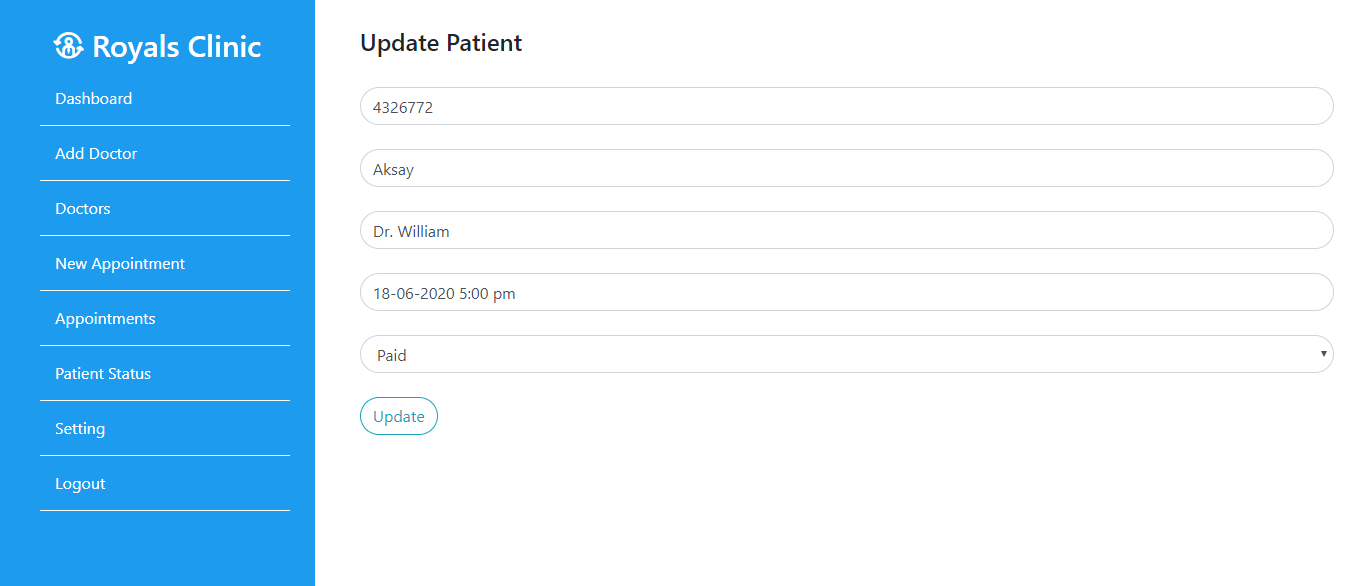 Royals Clinic
Dashboard
Add Doctor
Doctors
New Appointment
Appointments
Patient Status
Setting
Logout
Update Patient
4326772
Aksay
Dr. William
18-06-2020 5:00 pm
Paid
Update